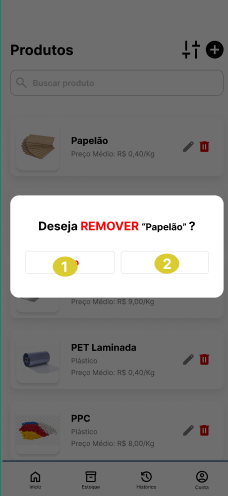 Produtos
Buscar produto
Papelão
Preço Médio: R$ 0,40/Kg
Deseja REMOVER "Papelão" ?
1
2
Preço Médio: R$ 9,00/Kg
PET Laminada
Plástico
Preço Médio: R$ 0,40/Kg
PPC
Plástico
Preço Médio: R$ 8,00/Kg
Início
Estoque
Histórico
Conta